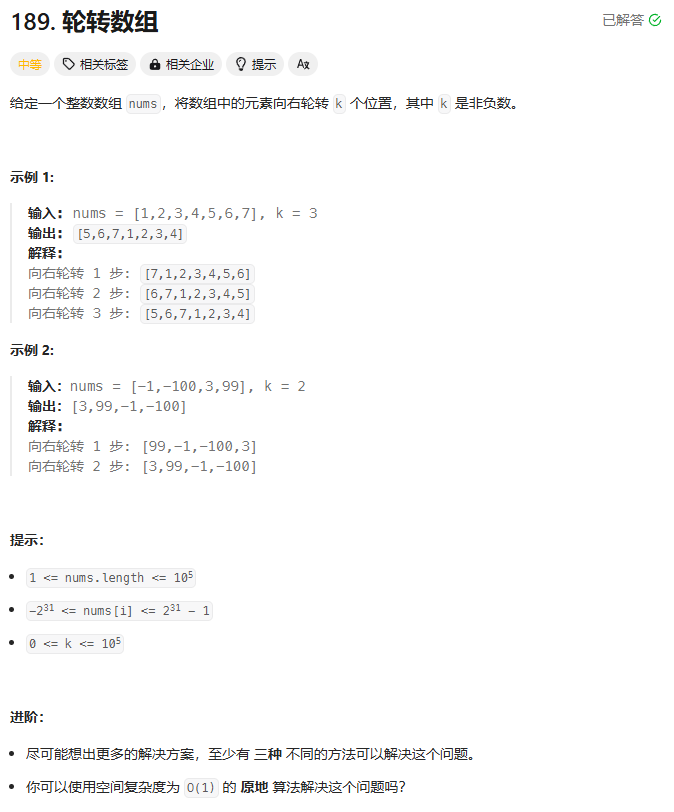 189. 轮转数组
已解答
中等
相关标签
相关企业
提示
给定一个整数数组 nums，将数组中的元素向右轮转 k 个位置，其中 k 是非负数。
示例 1:
输入: nums = [1,2,3,4,5,6,7], k = 3
输出: [5,6,7,1,2,3,4]
解释:
向右轮转 1 步: [7,1,2,3,4,5,6]
向右轮转 2 步: [6,7,1,2,3,4,5]
向右轮转 3 步: [5,6,7,1,2,3,4]
示例 2:
输入：nums = [-1,-100,3,99], k = 2
输出：[3,99,-1,-100]
解释:
向右轮转 1 步: [99,-1,-100,3]
向右轮转 2 步: [3,99,-1,-100]
提示：
1 <= nums.length <= 10⁵
-2³¹ <= nums[i] <= 2³¹ - 1
0 <= k <= 10⁵
进阶：
尽可能想出更多的解决方案，至少有 三种 不同的方法可以解决这个问题。
你可以使用空间复杂度为 O(1) 的 原地 算法解决这个问题吗？